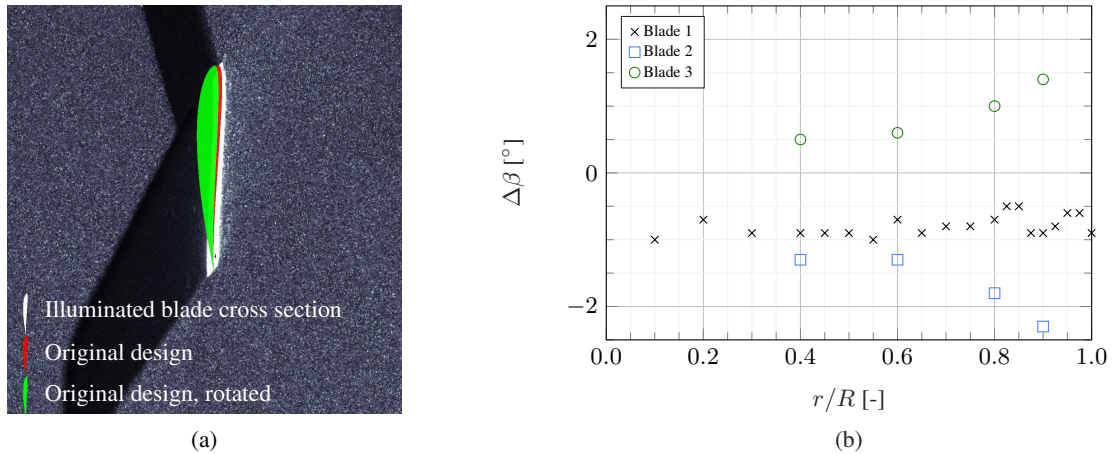 Illuminated blade cross section
Original design
Original design, rotated
(a)
Blade 1
Blade 2
Blade 3
2
0
−2
Δβ [°]
0.0 0.2 0.4 0.6 0.8 1.0
r/R [-]
(b)